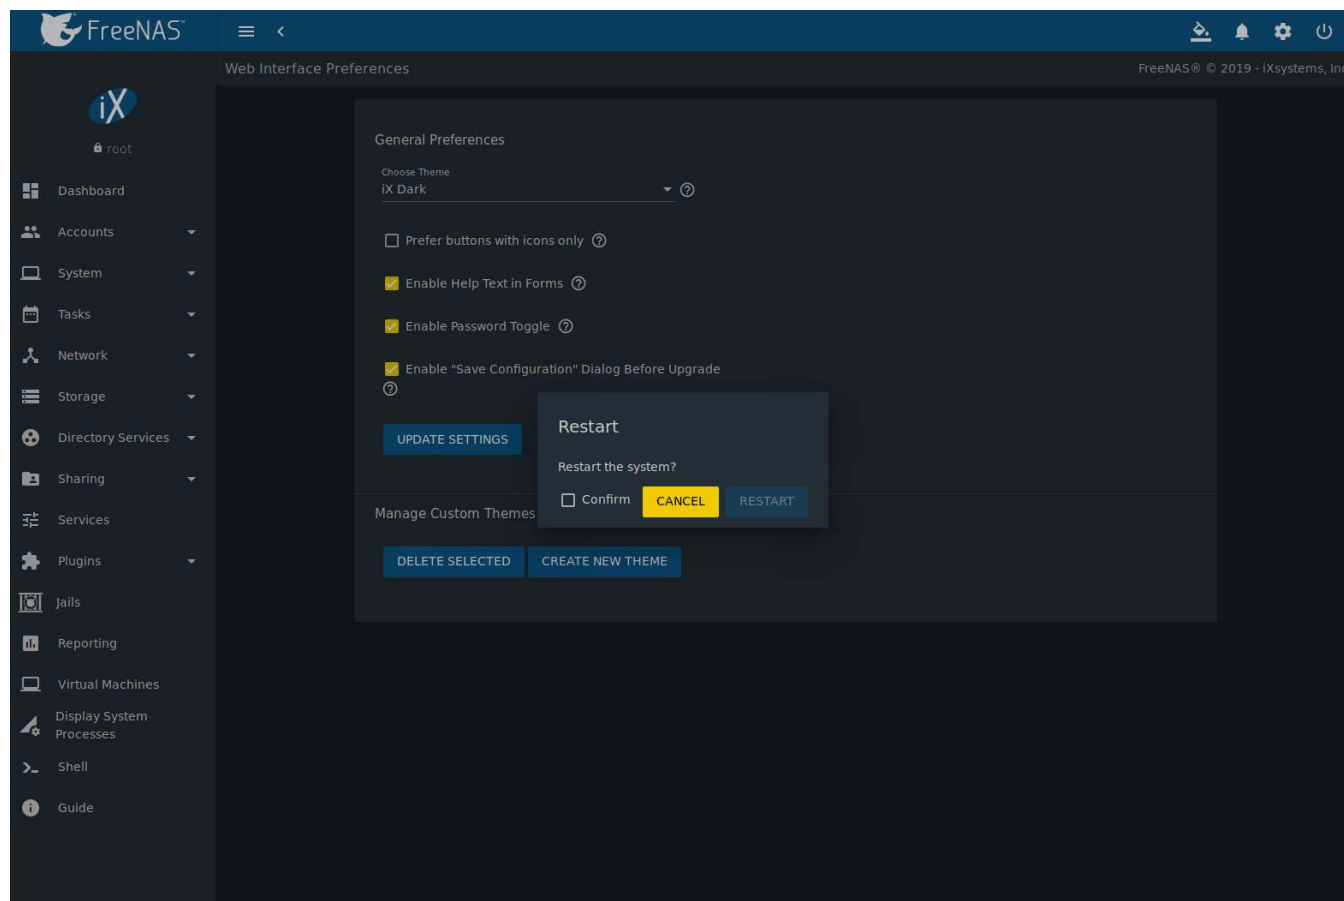 FreeNAS™
Web Interface Preferences
FreeNAS® © 2019 - iXsystems, Inc
iX
root
Dashboard
Accounts
System
Tasks
Network
Storage
Directory Services
Sharing
Services
Plugins
Jails
Reporting
Virtual Machines
Display System
Processes
Shell
Guide
General Preferences
Choose Theme
iX Dark
Prefer buttons with icons only
Enable Help Text in Forms
Enable Password Toggle
Enable "Save Configuration" Dialog Before Upgrade
UPDATE SETTINGS
Manage Custom Themes
DELETE SELECTED CREATE NEW THEME
Restart
Restart the system?
Confirm CANCEL RESTART